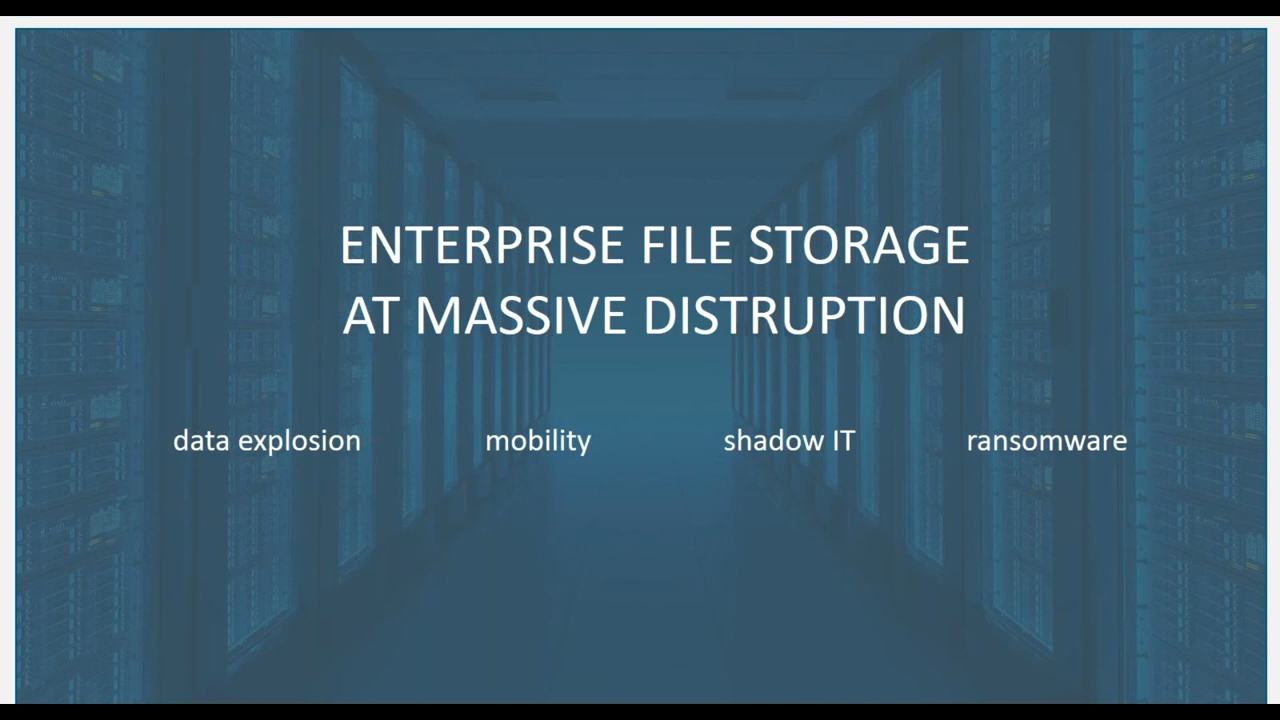 ENTERPRISE FILE STORAGE
AT MASSIVE DISTRUPTION
data explosion mobility shadow IT ransomware